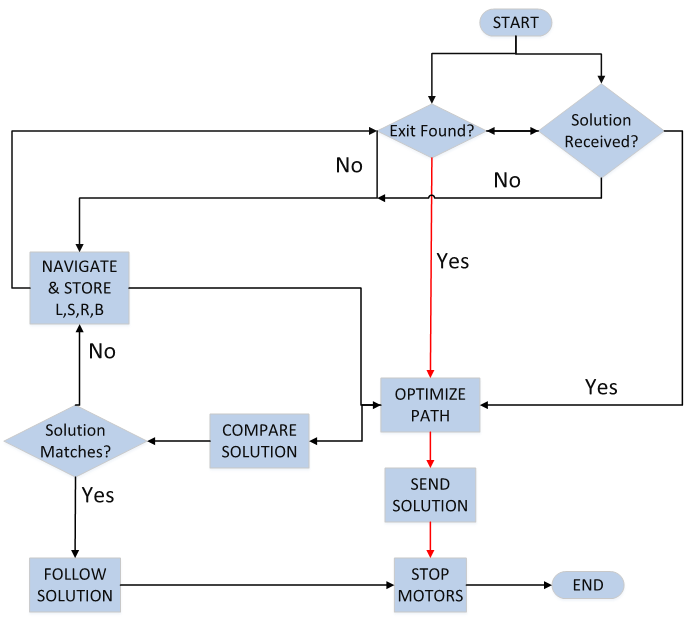 START
Exit Found?
Solution
Received?
No
No
Yes
NAVIGATE
& STORE
L,S,R,B
No
OPTIMIZE
PATH
Yes
Solution
Matches?
COMPARE
SOLUTION
Yes
SEND
SOLUTION
FOLLOW
SOLUTION
STOP
MOTORS
END